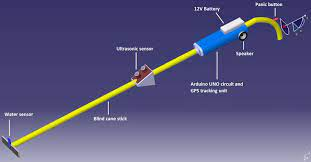 Panic button
12V Battery
Ultrasonic sensor
Speaker
Arduino UNO circuit and
GPS tracking unit
Water sensor
Blind cane stick